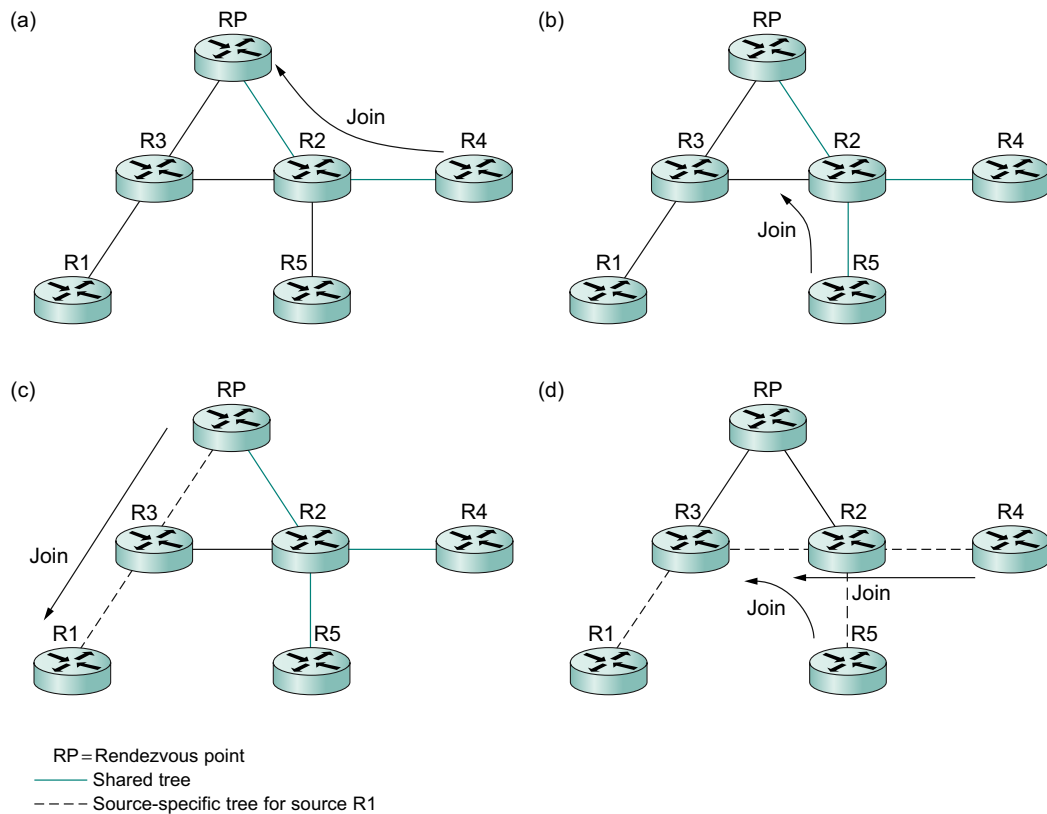 (a)
RP
Join
R3
R2
R4
R1
R5
(b)
RP
R3
R2
R4
Join
R1
R5
(c)
RP
R3
R2
R4
Join
R1
R5
(d)
RP
R3
R2
R4
Join
Join
R1
R5
RP=Rendezvous point
Shared tree
Source-specific tree for source R1